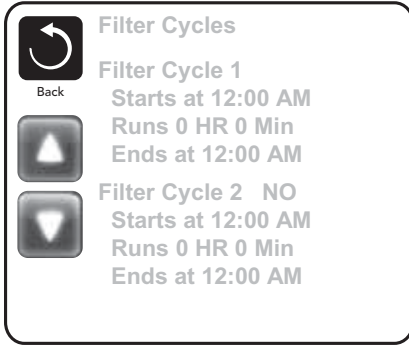 Filter Cycles
Back
Filter Cycle 1
Starts at 12:00 AM
Runs 0 HR 0 Min
Ends at 12:00 AM
Filter Cycle 2 NO
Starts at 12:00 AM
Runs 0 HR 0 Min
Ends at 12:00 AM